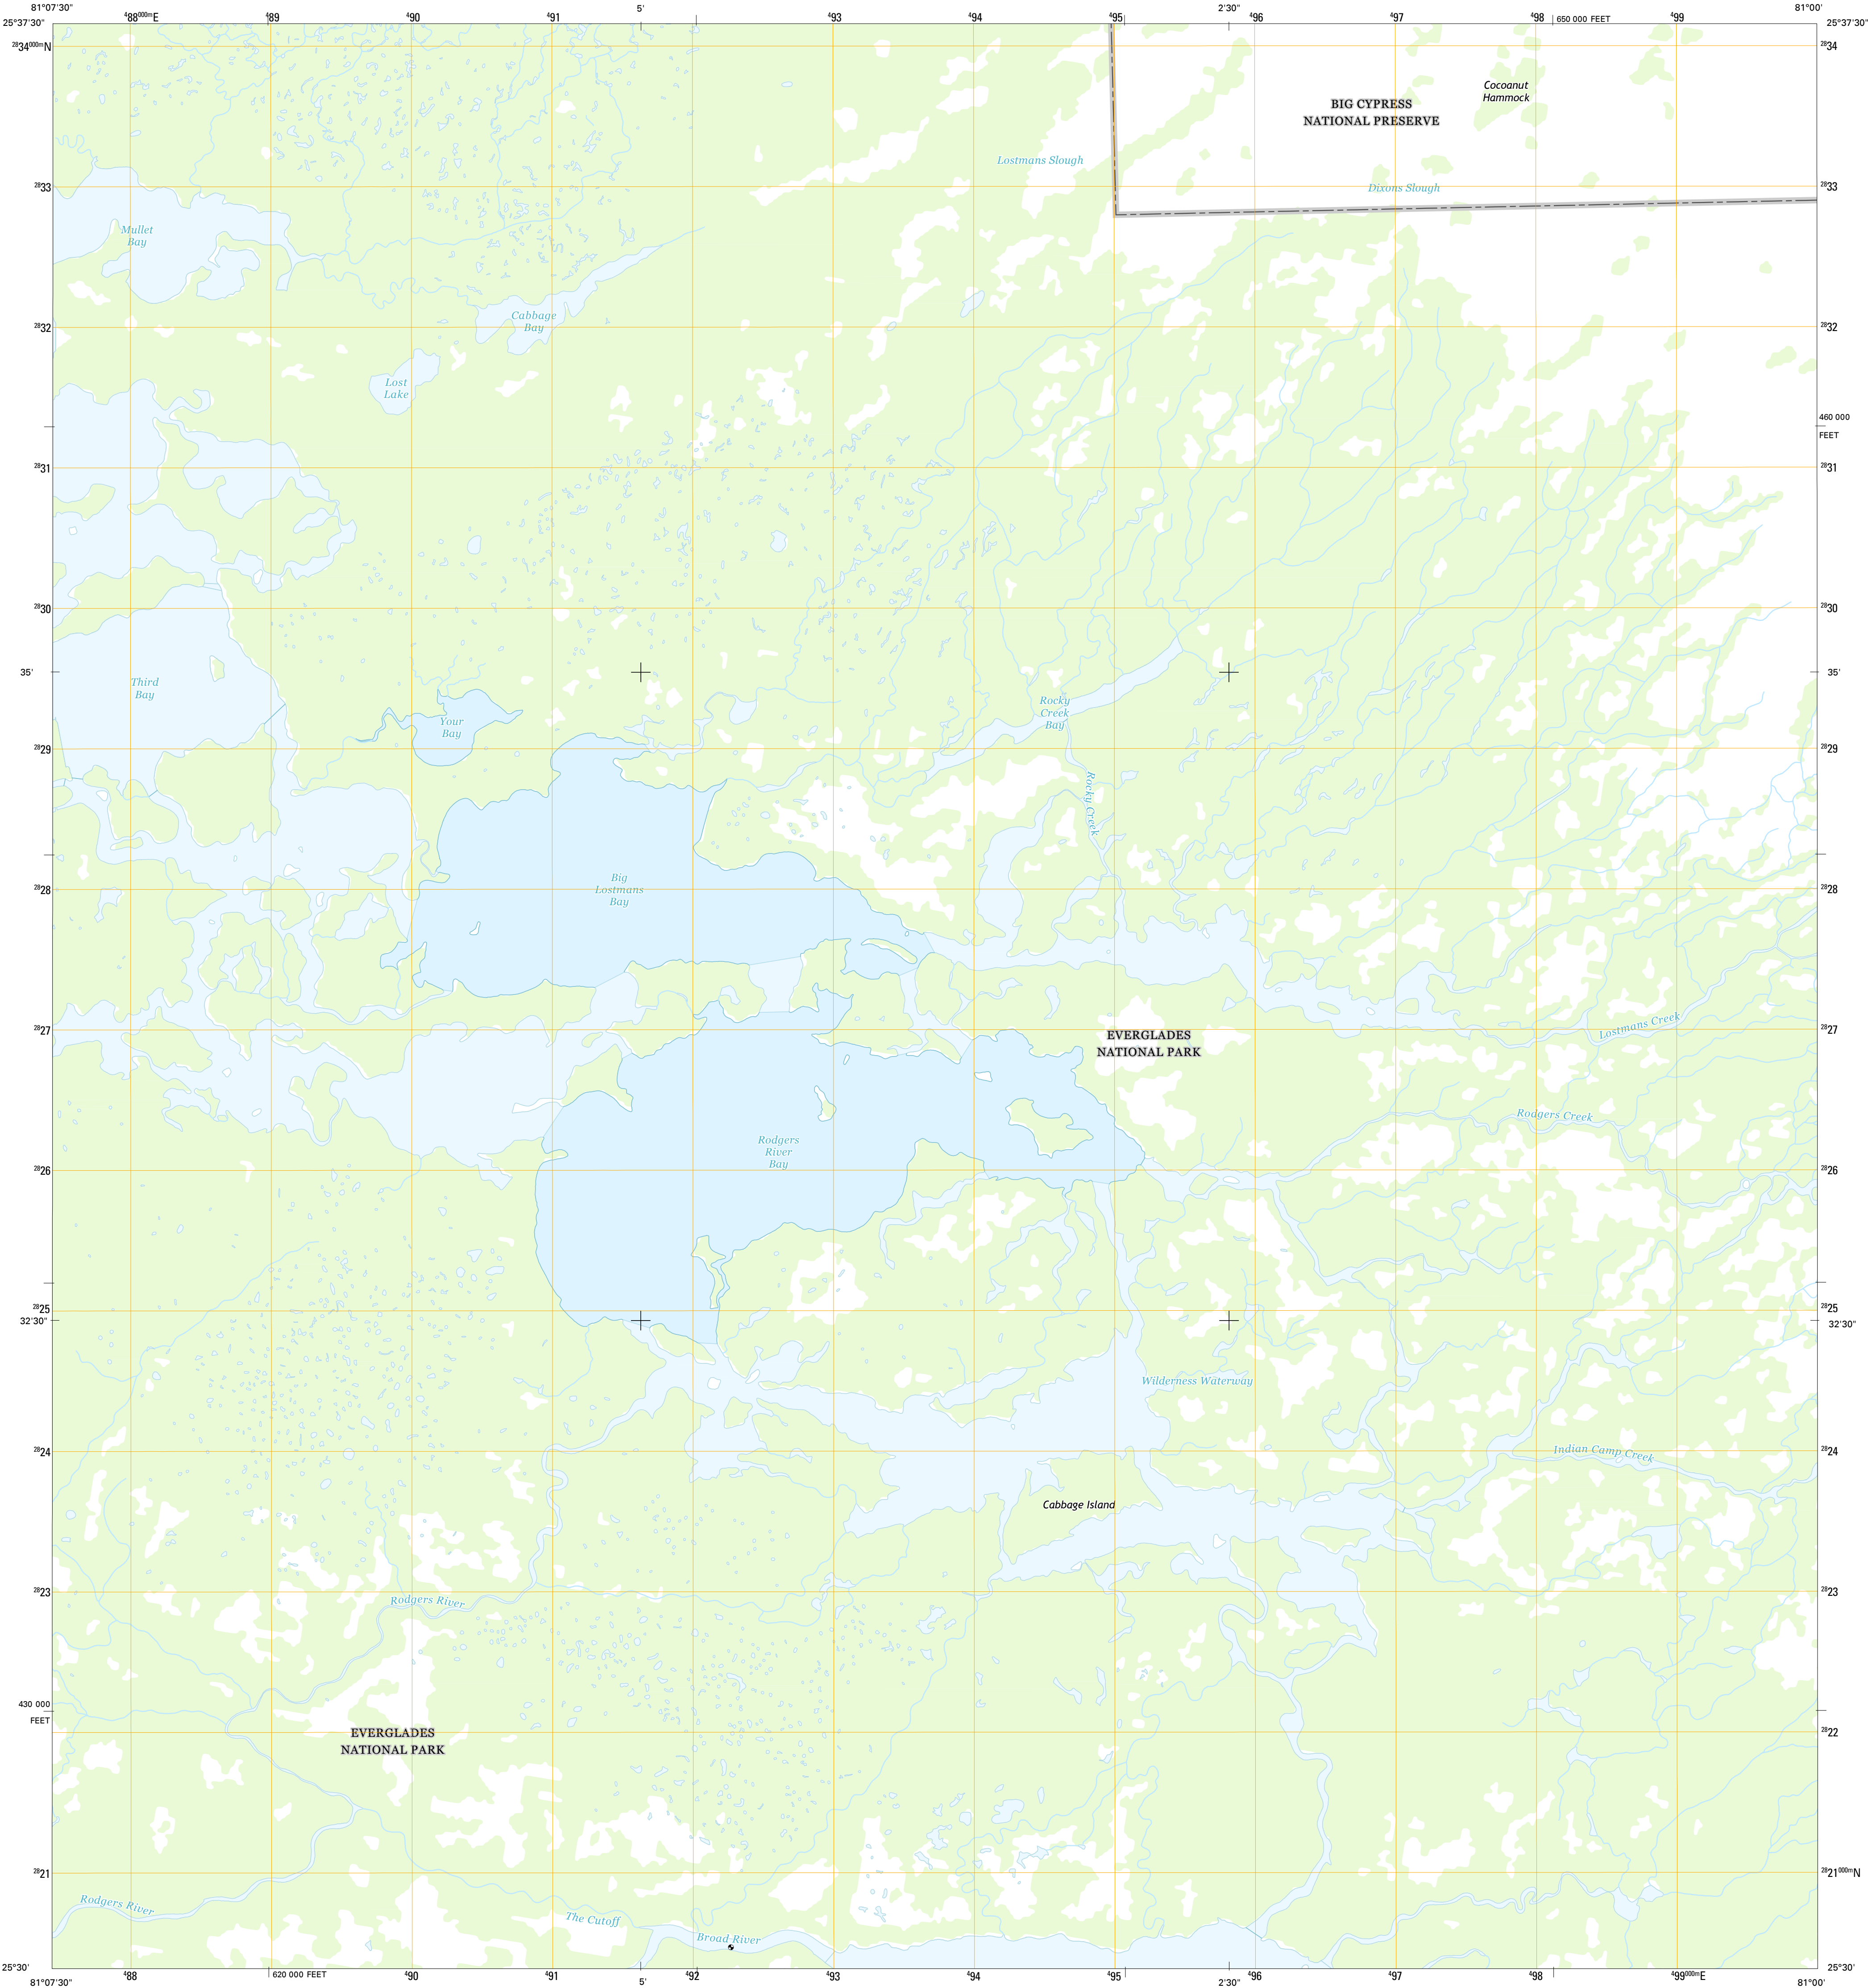 81°07'30"
⁴88⁰⁰⁰ᵐE
⁴89
⁴90
⁴91
5'
⁴93
⁴94
⁴95
2'30"
⁴96
⁴97
⁴98
650 000 FEET
⁴99
81°00'
25°37'30"
25°37'30"
²⁸34⁰⁰⁰ᵐN
²⁸34
Cocoanut
Hammock
BIG CYPRESS
NATIONAL PRESERVE
Lostmans Slough
Dixons Slough
²⁸33
²⁸33
Mullet
Bay
Cabbage
Bay
²⁸32
²⁸32
Lost
Lake
460 000
FEET
²⁸31
²⁸31
²⁸30
²⁸30
35'
35'
Third
Bay
Your
Bay
Rocky
Creek
Bay
²⁸29
²⁸29
Rocky Creek
Big
Lostmans
Bay
²⁸28
²⁸28
²⁸27
²⁸27
Lostmans Creek
EVERGLADES
NATIONAL PARK
Rodgers Creek
Rodgers
River
Bay
²⁸26
²⁸26
²⁸25
²⁸25
32'30"
32'30"
Wilderness Waterway
²⁸24
²⁸24
Indian Camp Creek
Cabbage Island
²⁸23
²⁸23
Rodgers River
430 000
FEET
EVERGLADES
NATIONAL PARK
²⁸22
²⁸22
²⁸21
²⁸21⁰⁰⁰ᵐN
Rodgers River
The Cutoff
Broad River
25°30'
25°30'
81°07'30"
⁴88
620 000 FEET
⁴90
⁴91
5'
⁴92
⁴93
⁴94
⁴95
2'30"
⁴96
⁴97
⁴98
⁴99⁰⁰⁰ᵐE
81°00'